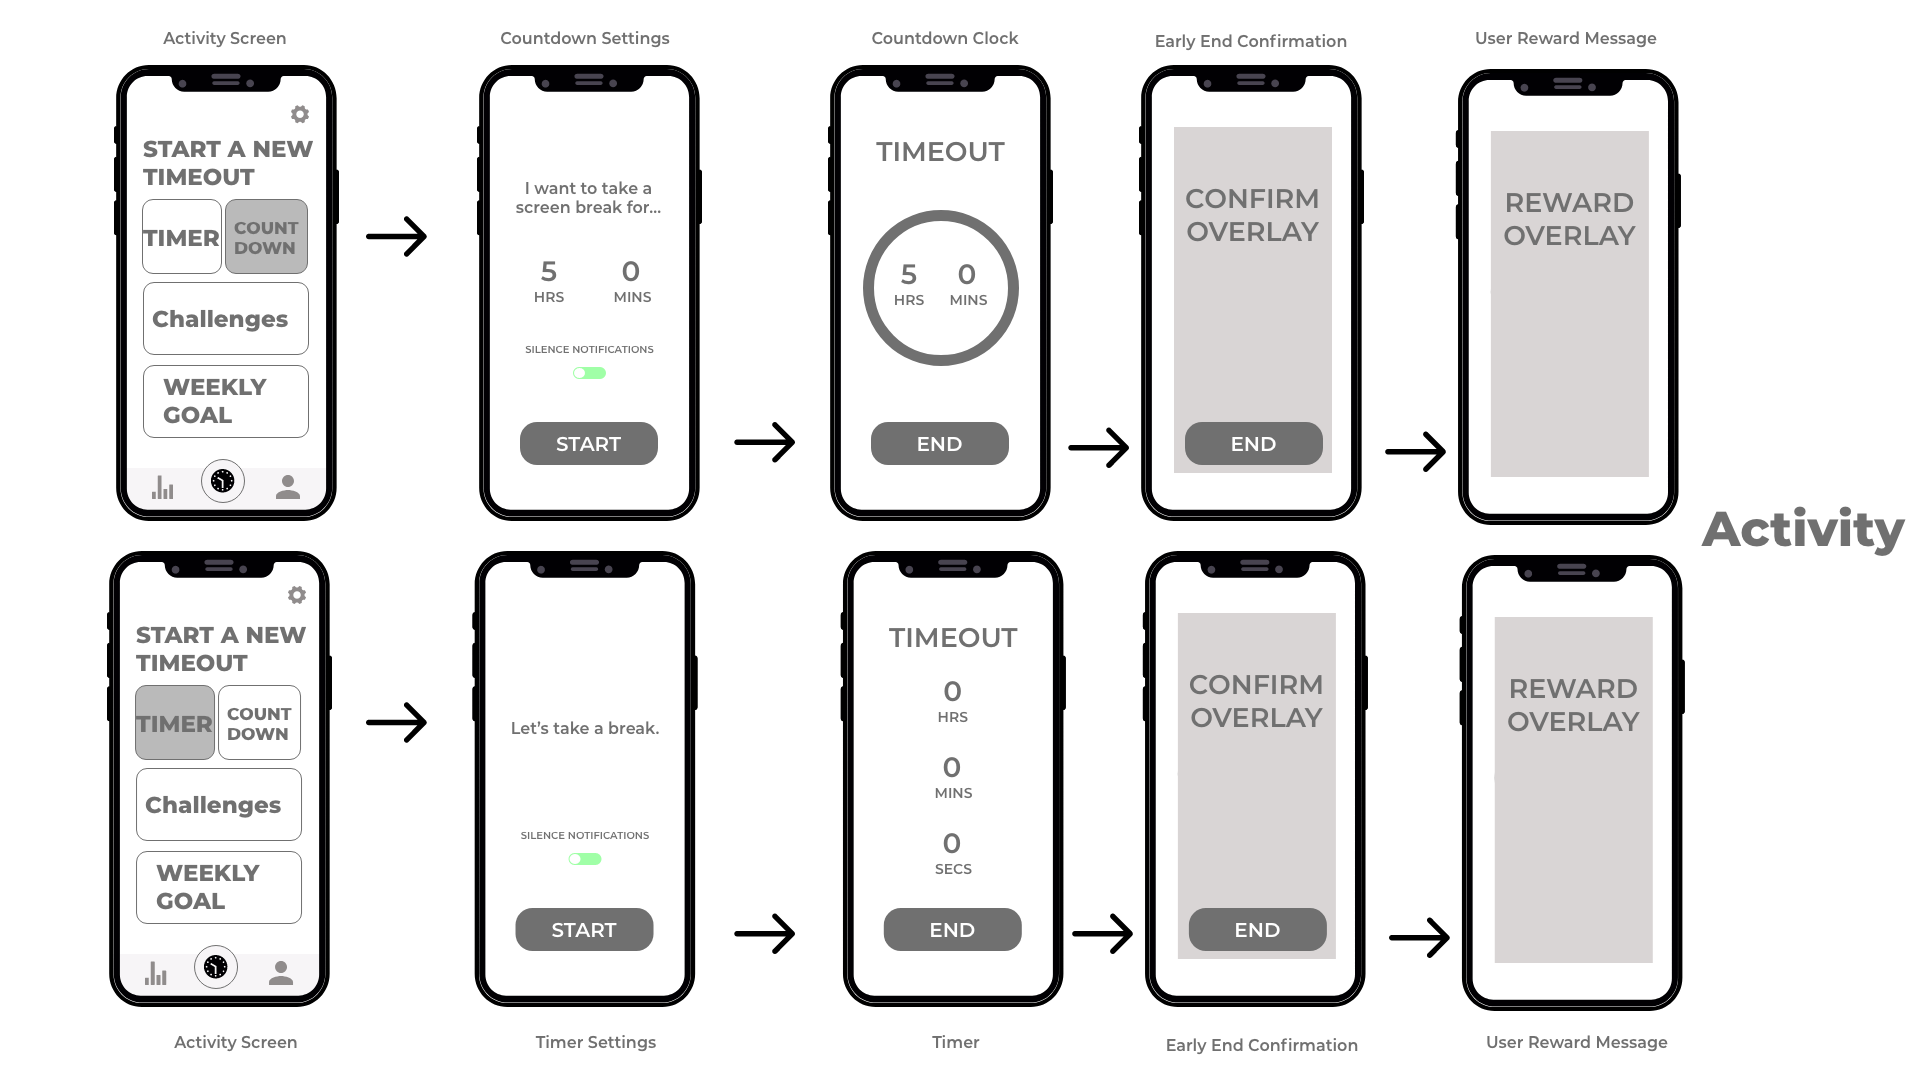 Activity Screen
Countdown Settings
Countdown Clock
Early End Confirmation
User Reward Message
START A NEW
TIMEOUT
TIMER
COUNT
DOWN
Challenges
WEEKLY
GOAL
I want to take a
screen break for...
5 0
HRS MINS
SILENCE NOTIFICATIONS
START
TIMEOUT
5 0
HRS MINS
END
CONFIRM
OVERLAY
END
REWARD
OVERLAY
Activity
START A NEW
TIMEOUT
TIMER
COUNT
DOWN
Challenges
WEEKLY
GOAL
Let's take a break.
SILENCE NOTIFICATIONS
START
TIMEOUT
0
HRS
0
MINS
0
SECS
END
CONFIRM
OVERLAY
END
REWARD
OVERLAY
Activity Screen
Timer Settings
Timer
Early End Confirmation
User Reward Message